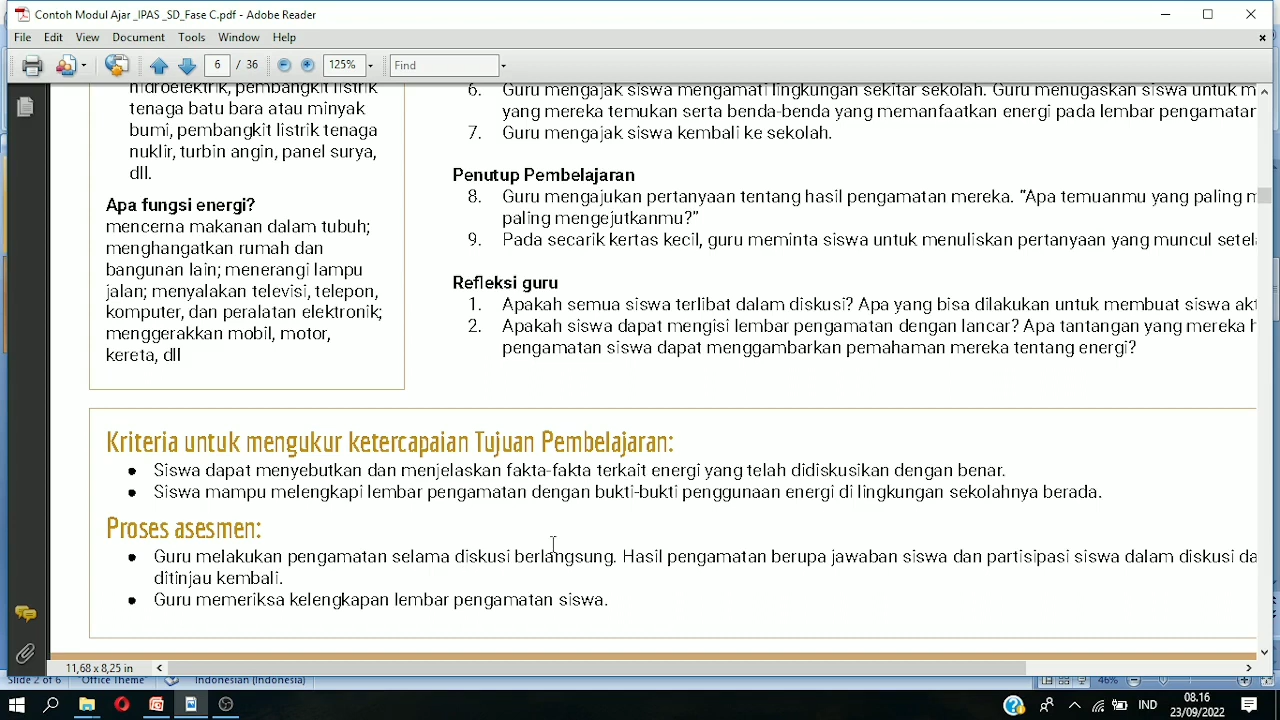 Contoh Modul Ajar _IPAS _SD_Fase C.pdf - Adobe Reader
File Edit View Document Tools Window Help
6 / 36 125% Find
hidroelektrik, pembangkit listrik
tenaga batu bara atau minyak
bumi, pembangkit listrik tenaga
nuklir, turbin angin, panel surya,
dll.
Apa fungsi energi?
mencerna makanan dalam tubuh;
menghangatkan rumah dan
bangunan lain; menerangi lampu
jalan; menyalakan televisi, telepon,
komputer, dan peralatan elektronik;
menggerakkan mobil, motor,
kereta, dll
6. Guru mengajak siswa mengamati lingkungan sekitar sekolah. Guru menugaskan siswa untuk m
yang mereka temukan serta benda-benda yang memanfaatkan energi pada lembar pengamatan
7. Guru mengajak siswa kembali ke sekolah.
Penutup Pembelajaran
8. Guru mengajukan pertanyaan tentang hasil pengamatan mereka. "Apa temuanmu yang paling m
paling mengejutkanmu?"
9. Pada secarik kertas kecil, guru meminta siswa untuk menuliskan pertanyaan yang muncul setel
Refleksi guru
1. Apakah semua siswa terlibat dalam diskusi? Apa yang bisa dilakukan untuk membuat siswa akt
2. Apakah siswa dapat mengisi lembar pengamatan dengan lancar? Apa tantangan yang mereka h
pengamatan siswa dapat menggambarkan pemahaman mereka tentang energi?
Kriteria untuk mengukur ketercapaian Tujuan Pembelajaran:
• Siswa dapat menyebutkan dan menjelaskan fakta-fakta terkait energi yang telah didiskusikan dengan benar.
• Siswa mampu melengkapi lembar pengamatan dengan bukti-bukti penggunaan energi di lingkungan sekolahnya berada.
Proses asesmen:
• Guru melakukan pengamatan selama diskusi berlangsung. Hasil pengamatan berupa jawaban siswa dan partisipasi siswa dalam diskusi da
ditinjau kembali.
• Guru memeriksa kelengkapan lembar pengamatan siswa.
11,68 x 8,25 in
Slide 2 of 6 "Office Theme" Indonesian (Indonesia) 46%
IND
08.16
23/09/2022